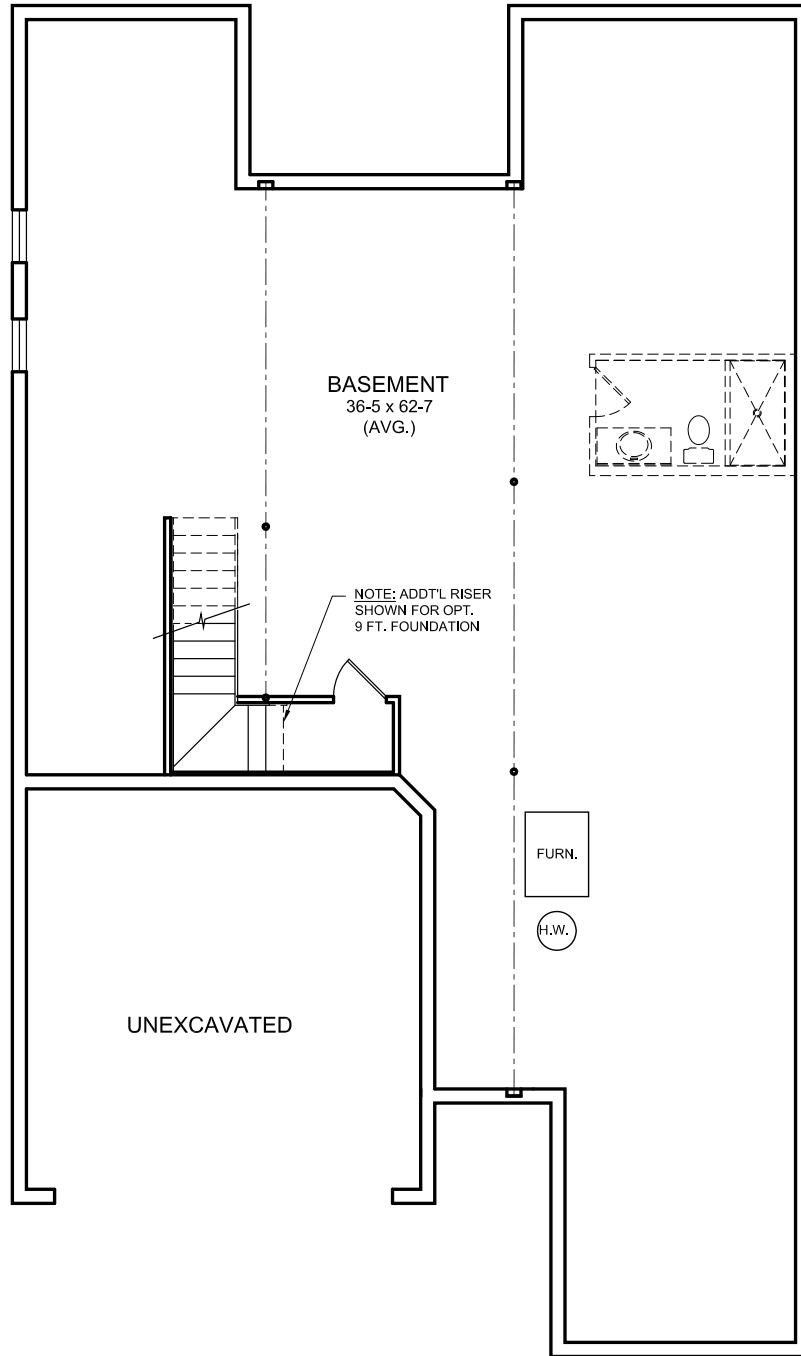 BASEMENT
36-5 x 62-7
(AVG.)
NOTE: ADDT'L RISER
SHOWN FOR OPT.
9 FT. FOUNDATION
FURN.
H.W.
UNEXCAVATED